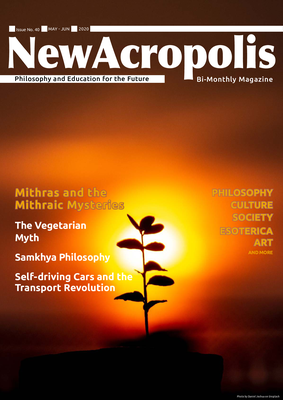 Issue No. 40 MAY - JUN 2020
NewAcropolis
Philosophy and Education for the Future
Bi-Monthly Magazine
Mithras and the
Mithraic Mysteries
The Vegetarian
Myth
Samkhya Philosophy
Self-driving Cars and the
Transport Revolution
PHILOSOPHY
CULTURE
SOCIETY
ESOTERICA
ART
AND MORE